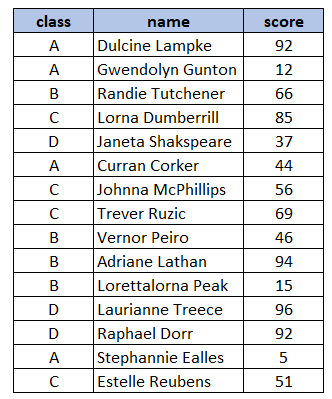 class name score
A Dulcine Lampke 92
A Gwendolyn Gunton 12
B Randie Tutchener 66
C Lorna Dumberrill 85
D Janeta Shakspeare 37
A Curran Corker 44
C Johnna McPhillips 56
C Trever Ruzic 69
B Vernor Peiro 46
B Adriane Lathan 94
B Lorettalorna Peak 15
D Laurianne Treece 96
D Raphael Dorr 92
A Stephannie Ealles 5
C Estelle Reubens 51